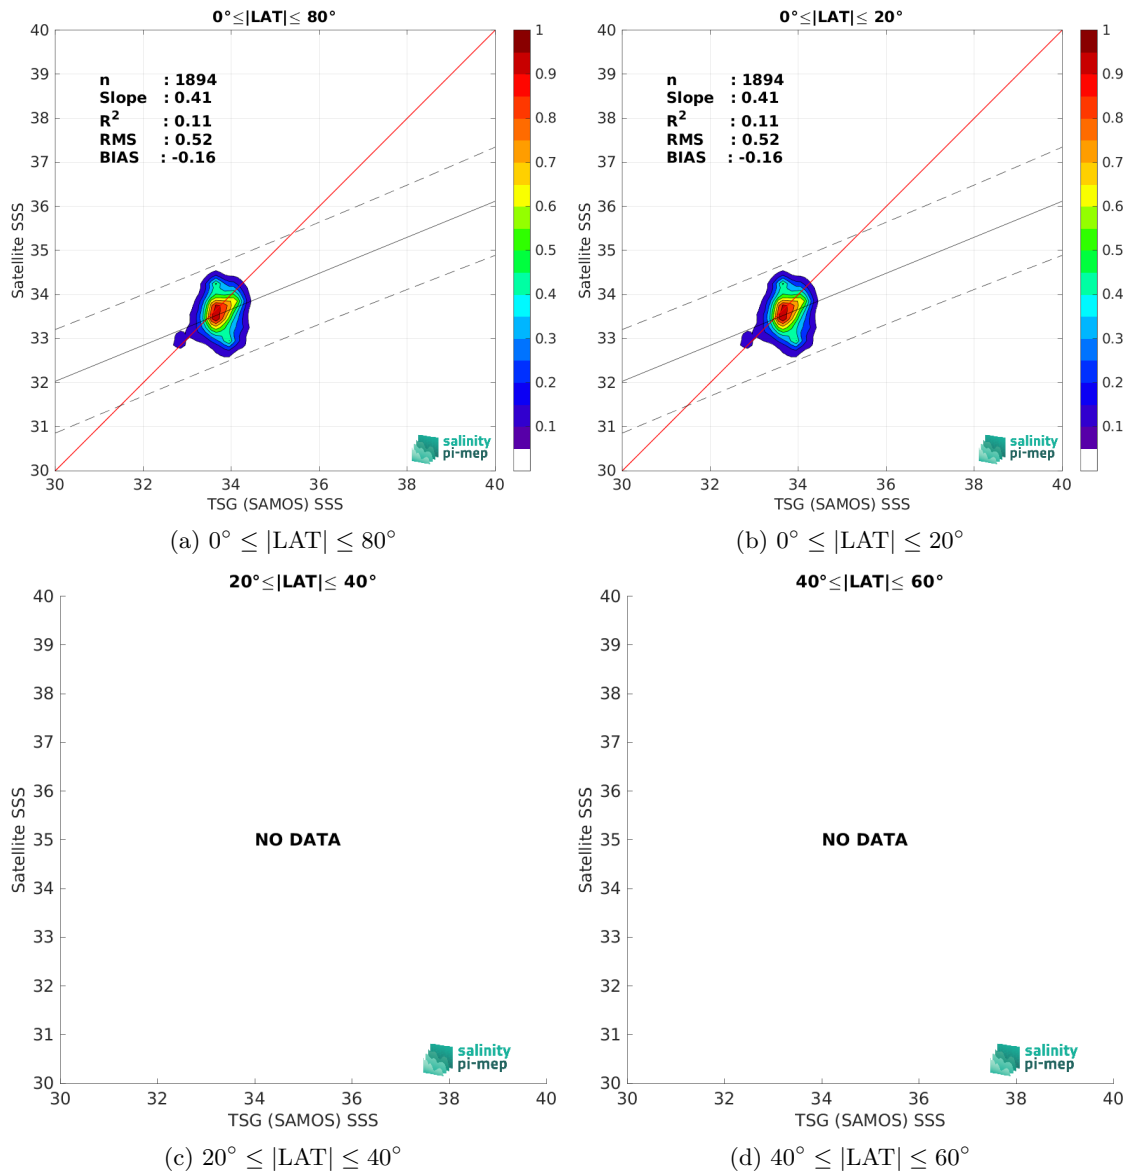 0°≤|LAT|≤ 80°
40
39
38
37
36
35
34
33
32
31
30
Satellite SSS
n : 1894
Slope : 0.41
R² : 0.11
RMS : 0.52
BIAS : -0.16
1
0.9
0.8
0.7
0.6
0.5
0.4
0.3
0.2
0.1
salinity
pi-mep
30 32 34 36 38 40
TSG (SAMOS) SSS
(a) 0° ≤ |LAT| ≤ 80°
0°≤|LAT|≤ 20°
40
39
38
37
36
35
34
33
32
31
30
Satellite SSS
n : 1894
Slope : 0.41
R² : 0.11
RMS : 0.52
BIAS : -0.16
1
0.9
0.8
0.7
0.6
0.5
0.4
0.3
0.2
0.1
salinity
pi-mep
30 32 34 36 38 40
TSG (SAMOS) SSS
(b) 0° ≤ |LAT| ≤ 20°
20°≤|LAT|≤ 40°
40
39
38
37
36
35
34
33
32
31
30
Satellite SSS
NO DATA
salinity
pi-mep
30 32 34 36 38 40
TSG (SAMOS) SSS
(c) 20° ≤ |LAT| ≤ 40°
40°≤|LAT|≤ 60°
40
39
38
37
36
35
34
33
32
31
30
Satellite SSS
NO DATA
salinity
pi-mep
30 32 34 36 38 40
TSG (SAMOS) SSS
(d) 40° ≤ |LAT| ≤ 60°